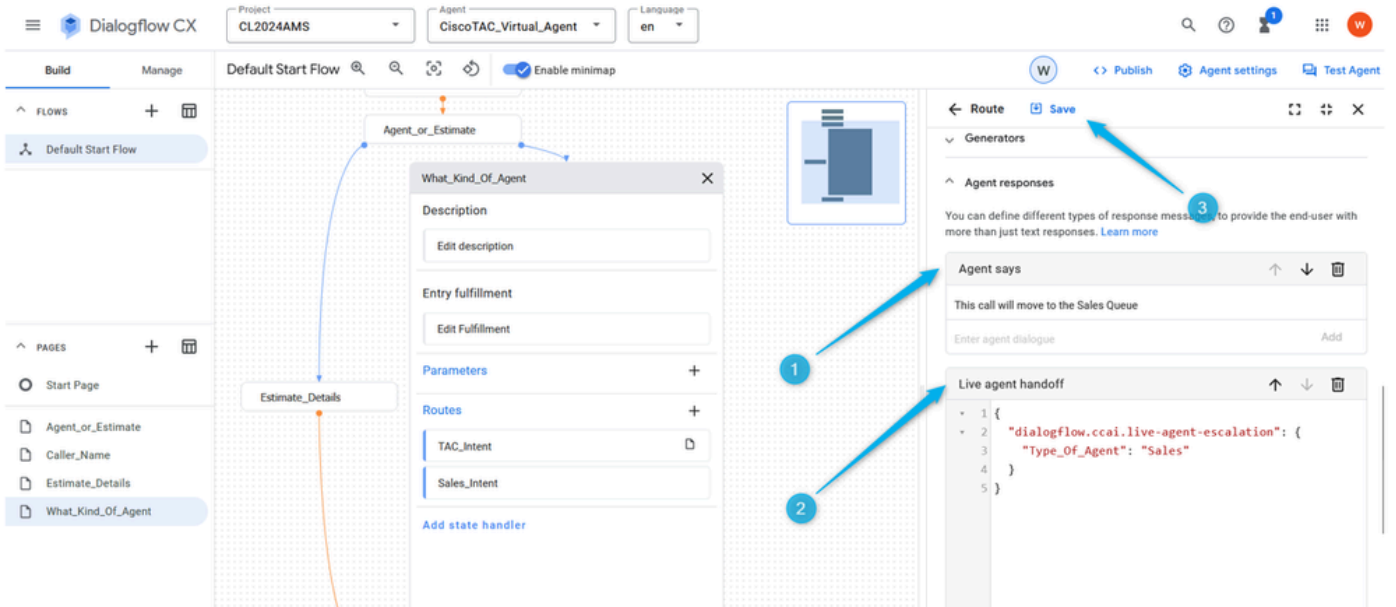 Dialogflow CX
Project
CL2024AMS
Agent
CiscoTAC_Virtual_Agent
Language
en
1
W
Build
Manage
Default Start Flow
Enable minimap
W
Publish
Agent settings
Test Agent
FLOWS
Default Start Flow
PAGES
Start Page
Agent_or_Estimate
Caller_Name
Estimate_Details
What_Kind_Of_Agent
Agent_or_Estimate
Estimate_Details
What_Kind_Of_Agent
Description
Edit description
Entry fulfillment
Edit Fulfillment
Parameters
Routes
TAC_Intent
Sales_Intent
Add state handler
Route
Save
Generators
Agent responses
You can define different types of response messages, to provide the end-user with
more than just text responses. Learn more
Agent says
This call will move to the Sales Queue
Enter agent dialogue
Add
Live agent handoff
1 {
2 "dialogflow.ccai.live-agent-escalation": {
3 "Type_Of_Agent": "Sales"
4 }
5 }
1
2
3